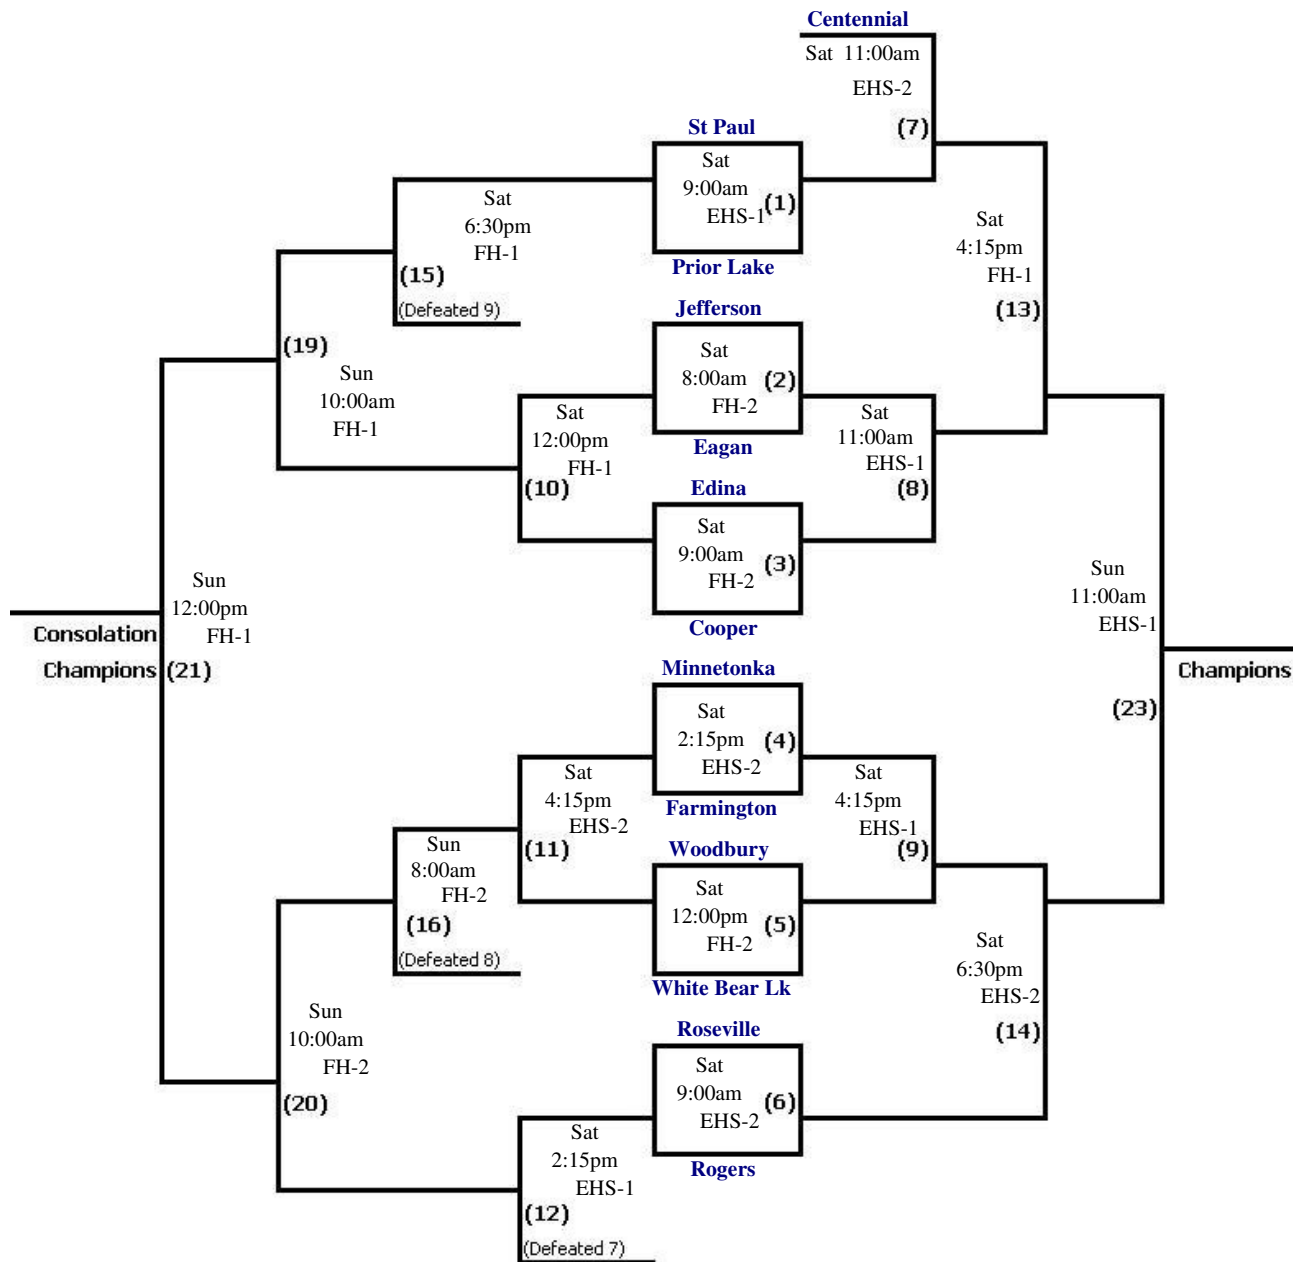 Centennial
Sat 11:00am
EHS-2
(7)
St Paul
Sat
9:00am
EHS-1
(1)
Prior Lake
Sat
6:30pm
FH-1
(15)
(Defeated 9)
Sat
4:15pm
FH-1
(13)
Jefferson
Sat
8:00am
FH-2
(2)
Eagan
(19)
Sun
10:00am
FH-1
Sat
12:00pm
FH-1
(10)
Sat
11:00am
EHS-1
(8)
Edina
Sat
9:00am
FH-2
(3)
Cooper
Sun
12:00pm
FH-1
Consolation
Champions (21)
Sun
11:00am
EHS-1
(23)
Champions
Minnetonka
Sat
2:15pm
EHS-2
(4)
Farmington
Sat
4:15pm
EHS-2
(11)
Sat
4:15pm
EHS-1
(9)
Woodbury
Sat
12:00pm
FH-2
(5)
White Bear Lk
Sun
8:00am
FH-2
(16)
(Defeated 8)
Sat
6:30pm
EHS-2
(14)
Sun
10:00am
FH-2
(20)
Roseville
Sat
9:00am
EHS-2
(6)
Rogers
Sat
2:15pm
EHS-1
(12)
(Defeated 7)